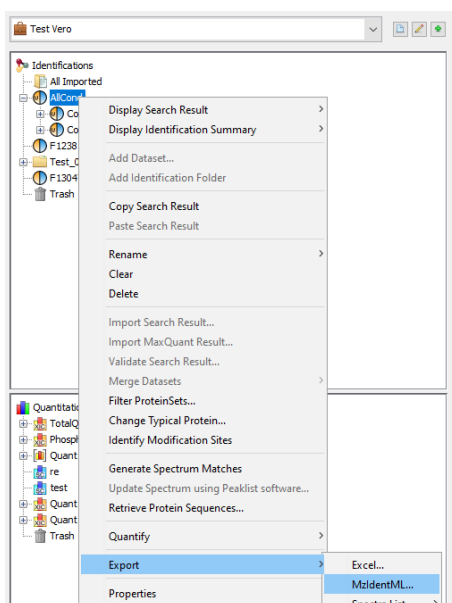 Test Vero
Identifications
All Imported
AllCond
Co
Co
F1238
Test_0
F1304
Trash
Display Search Result
Display Identification Summary
Add Dataset...
Add Identification Folder
Copy Search Result
Paste Search Result
Rename
Clear
Delete
Import Search Result...
Import MaxQuant Result...
Validate Search Result...
Merge Datasets
Filter ProteinSets...
Change Typical Protein...
Identify Modification Sites
Generate Spectrum Matches
Update Spectrum using Peaklist software...
Retrieve Protein Sequences...
Quantify
Export
Properties
Excel...
MzIdentML...
Spectra List
Quantitatio
TotalQ
Phosph
Quant
re
test
Quant
Quant
Trash